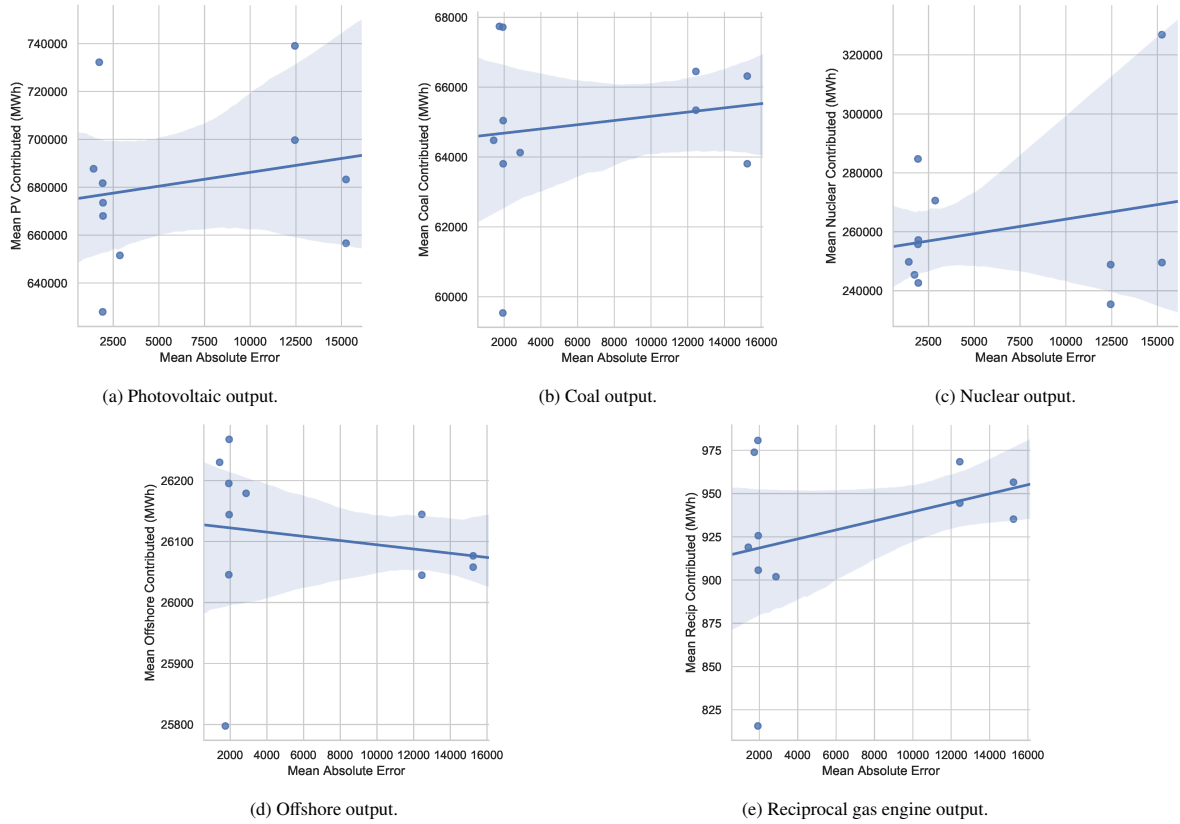 Mean PV Contributed (MWh)
740000
720000
700000
680000
660000
640000
2500 5000 7500 10000 12500 15000
Mean Absolute Error
(a) Photovoltaic output.
Mean Coal Contributed (MWh)
68000
66000
64000
62000
60000
2000 4000 6000 8000 10000 12000 14000 16000
Mean Absolute Error
(b) Coal output.
Mean Nuclear Contributed (MWh)
320000
300000
280000
260000
240000
2500 5000 7500 10000 12500 15000
Mean Absolute Error
(c) Nuclear output.
Mean Offshore Contributed (MWh)
26200
26100
26000
25900
25800
2000 4000 6000 8000 10000 12000 14000 16000
Mean Absolute Error
(d) Offshore output.
Mean Recip Contributed (MWh)
975
950
925
900
875
850
825
2000 4000 6000 8000 10000 12000 14000 16000
Mean Absolute Error
(e) Reciprocal gas engine output.